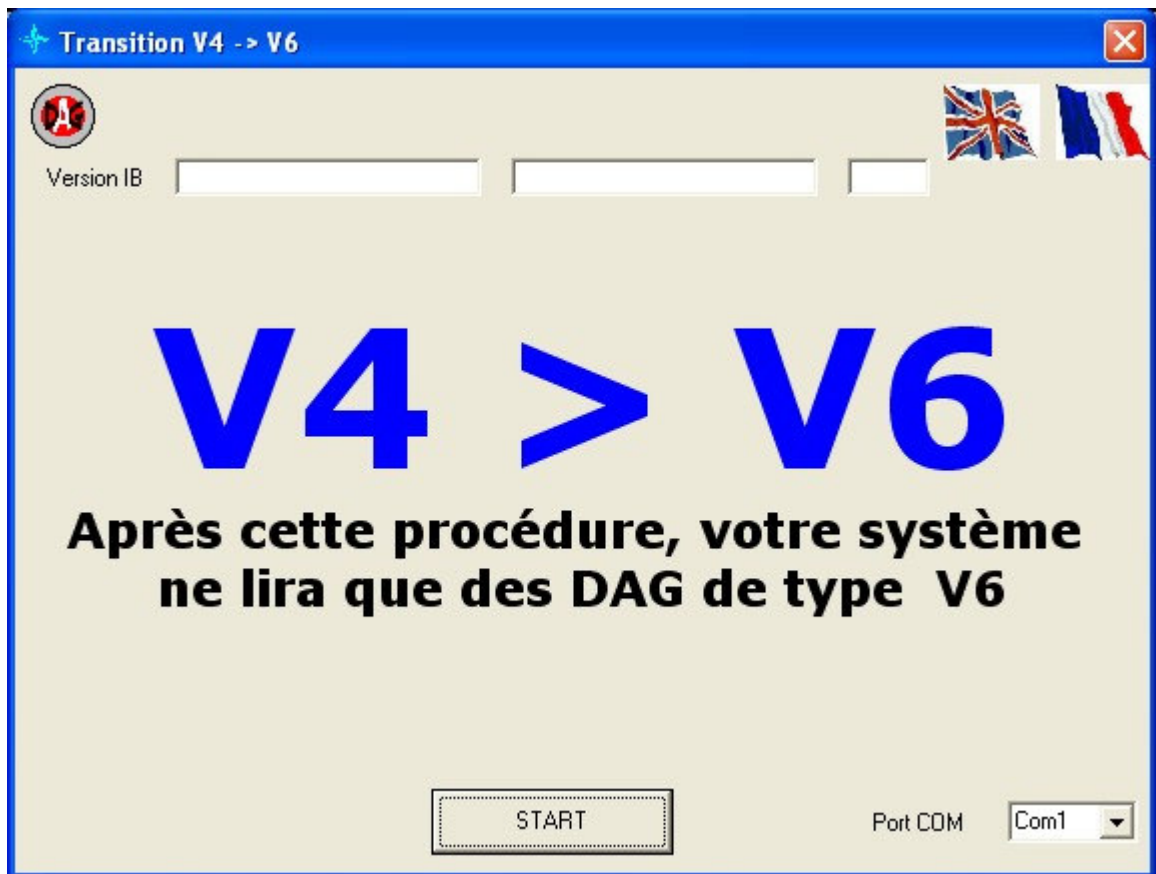 Transition V4 -> V6
DAG
Version IB
V4 > V6
Après cette procédure, votre système
ne lira que des DAG de type V6
START
Port COM
Com1